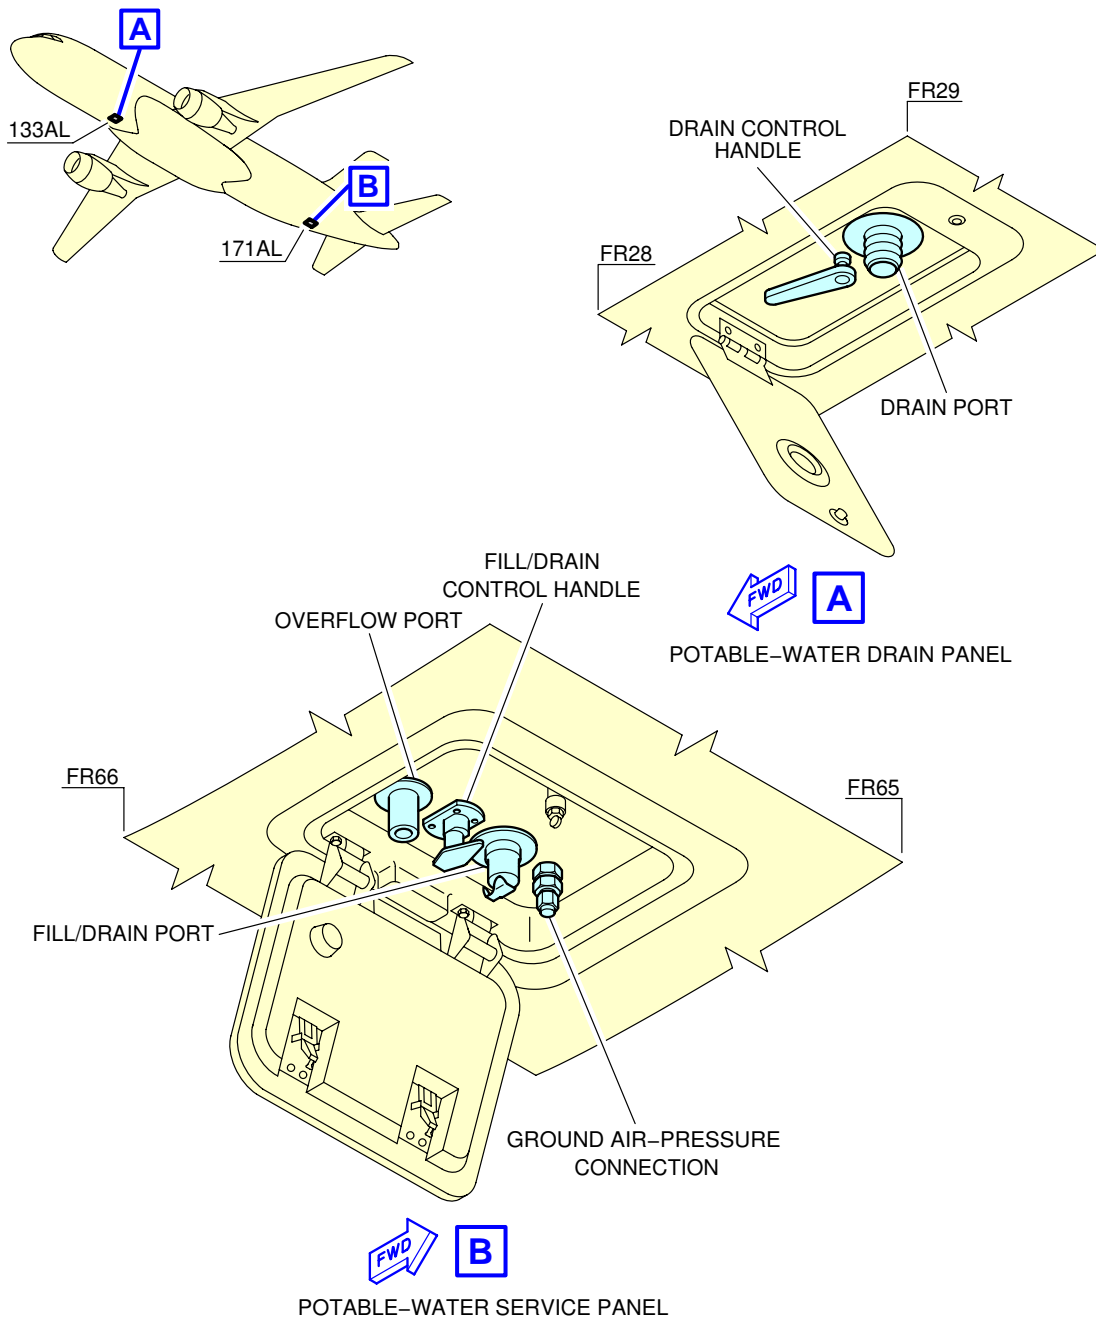 A
133AL
B
171AL
FR29
DRAIN CONTROL
HANDLE
FR28
DRAIN PORT
FWD
A
POTABLE−WATER DRAIN PANEL
FILL/DRAIN
CONTROL HANDLE
OVERFLOW PORT
FR66
FR65
FILL/DRAIN PORT
GROUND AIR−PRESSURE
CONNECTION
FWD
B
POTABLE−WATER SERVICE PANEL